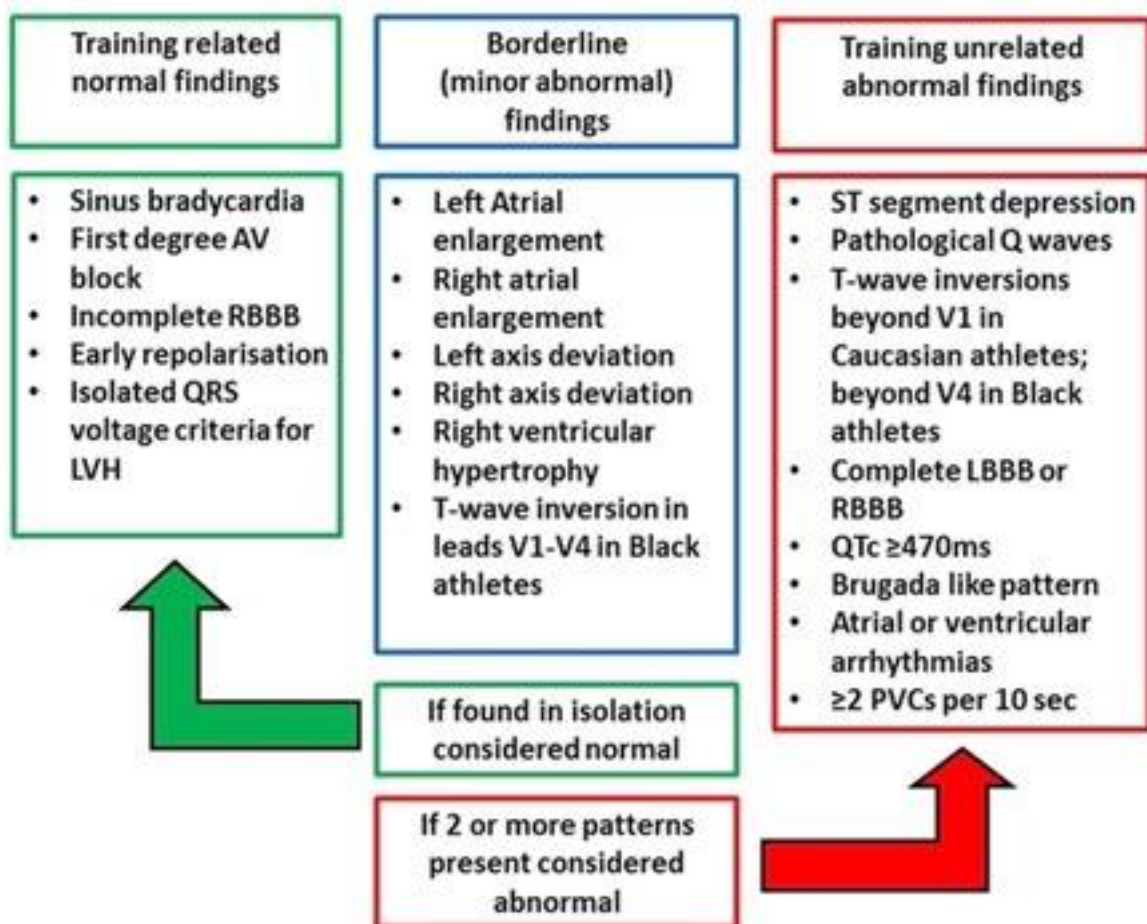 Training related
normal findings
Borderline
(minor abnormal)
findings
Training unrelated
abnormal findings
• Sinus bradycardia
• First degree AV
block
• Incomplete RBBB
• Early repolarisation
• Isolated QRS
voltage criteria for
LVH
• Left Atrial
enlargement
• Right atrial
enlargement
• Left axis deviation
• Right axis deviation
• Right ventricular
hypertrophy
• T-wave inversion in
leads V1-V4 in Black
athletes
• ST segment depression
• Pathological Q waves
• T-wave inversions
beyond V1 in
Caucasian athletes;
beyond V4 in Black
athletes
• Complete LBBB or
RBBB
• QTc ≥470ms
• Brugada like pattern
• Atrial or ventricular
arrhythmias
• ≥2 PVCs per 10 sec
If found in isolation
considered normal
If 2 or more patterns
present considered
abnormal